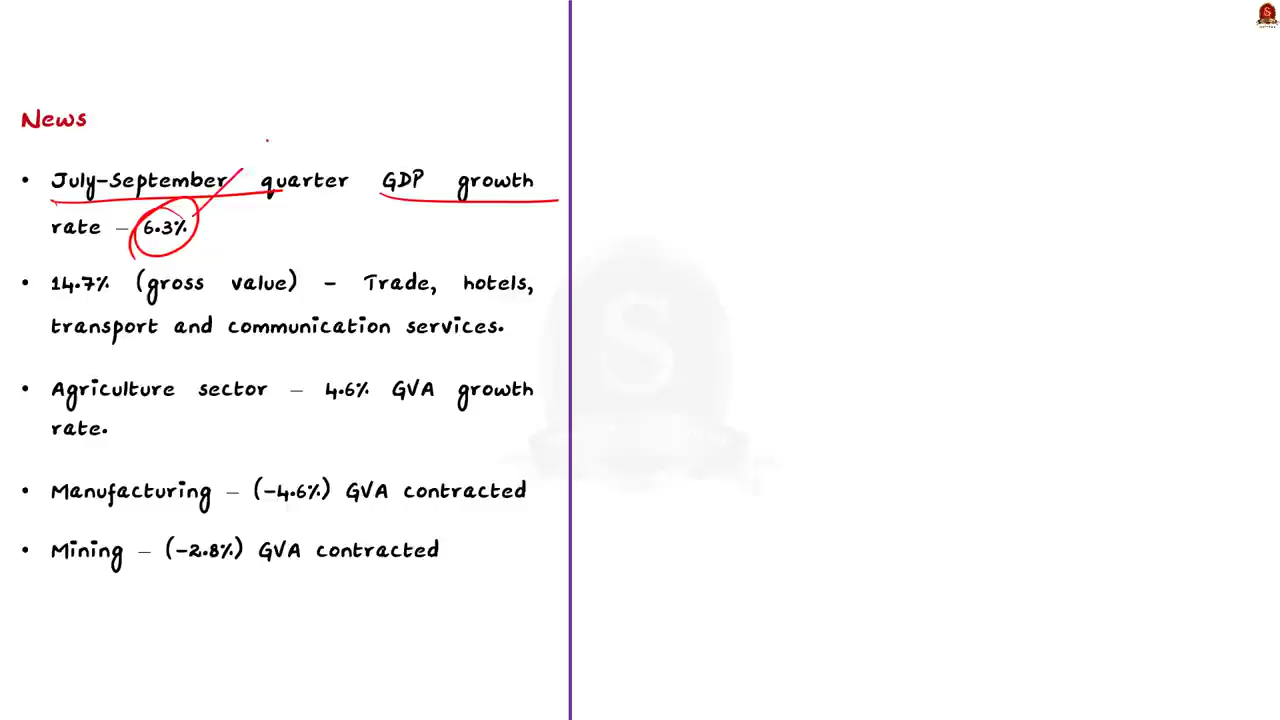 News
• July-September quarter GDP growth
rate – 6.3%
• 14.7% (gross value) – Trade, hotels,
transport and communication services.
• Agriculture sector – 4.6% GVA growth
rate.
• Manufacturing – (-4.6%) GVA contracted
• Mining – (-2.8%) GVA contracted
S